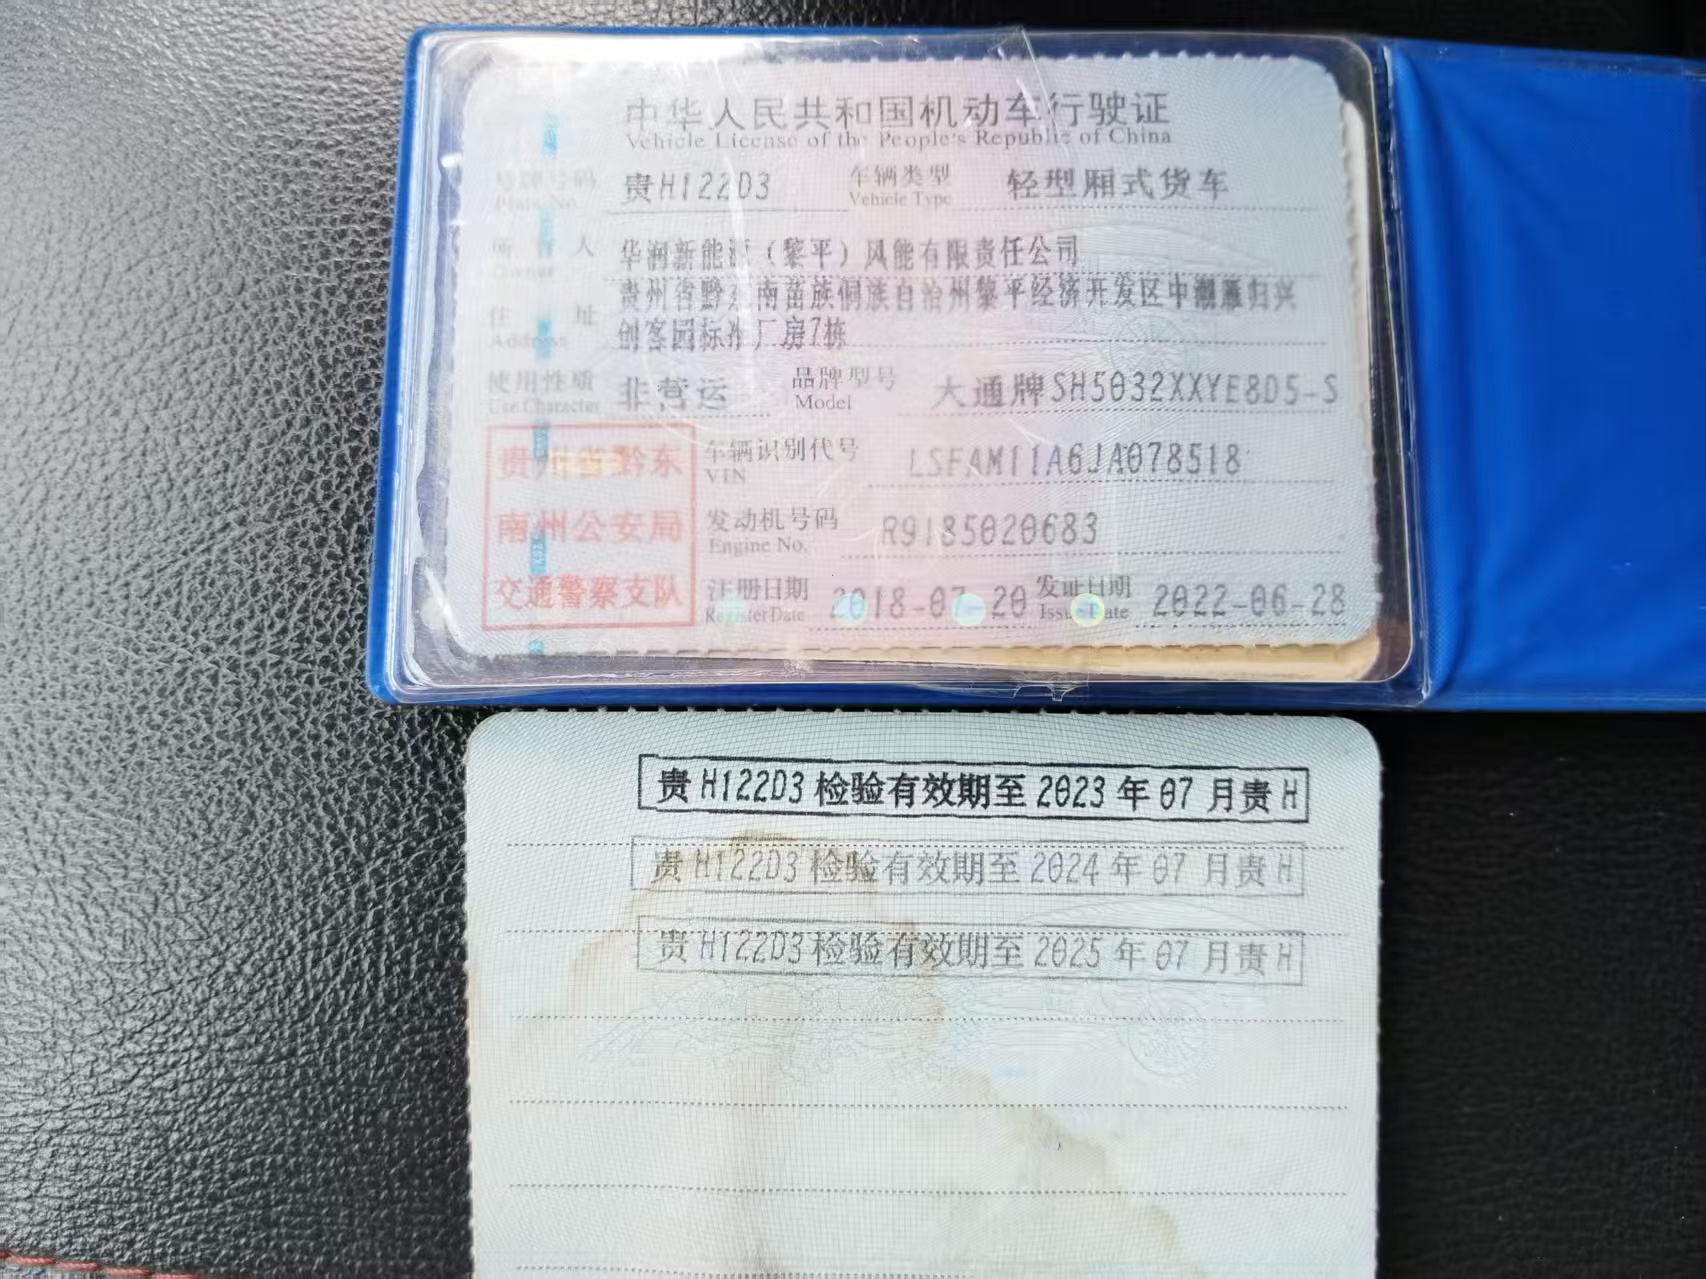 中华人民共和国机动车行驶证
Vehicle License of the People's Republic of China
号牌号码 贵H122D3 车辆类型 轻型厢式货车
Plate No. Vehicle Type
所有人 华润新能源（黎平）风能有限责任公司
Owner
住址 贵州省黔东南苗族侗族自治州黎平经济开发区中潮雁归兴
Address 创客园标准厂房7栋
使用性质 非营运 品牌型号 大通牌SH5032XXYE8D5-S
Use Character Model
贵州省黔东 车辆识别代号 LSFAM11A6JA078518
VIN
南州公安局 发动机号码 R9185020683
Engine No.
交通警察支队 注册日期 2018-07-20 发证日期 2022-06-28
Register Date Issue Date
贵H122D3检验有效期至2023年07月贵H
贵H122D3检验有效期至2024年07月贵H
贵H122D3检验有效期至2025年07月贵H